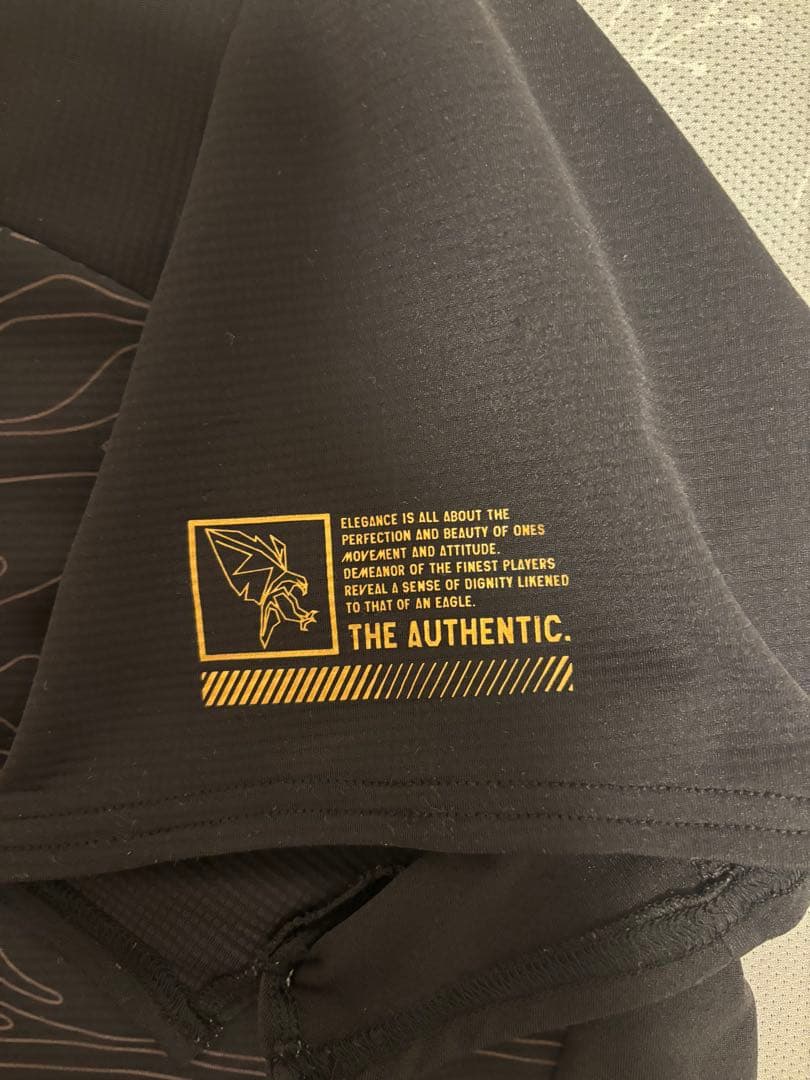 ELEGANCE IS ALL ABOUT THE
PERFECTION AND BEAUTY OF ONES
MOVEMENT AND ATTITUDE.
DEMEANOR OF THE FINEST PLAYERS
REVEAL A SENSE OF DIGNITY LIKENED
TO THAT OF AN EAGLE.
THE AUTHENTIC.